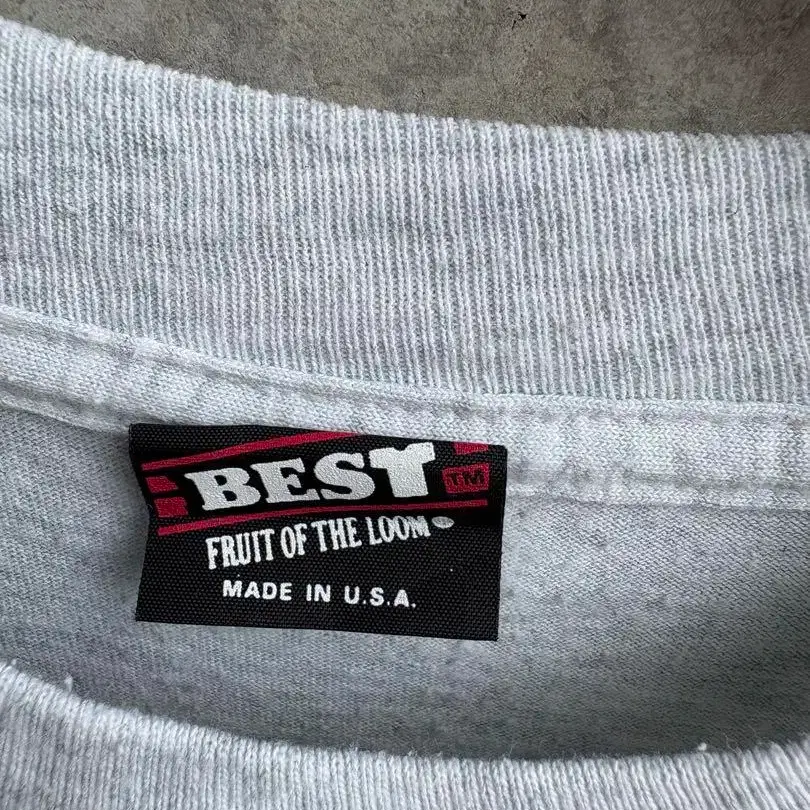 BEST TM
FRUIT OF THE LOOM®
MADE IN U.S.A.